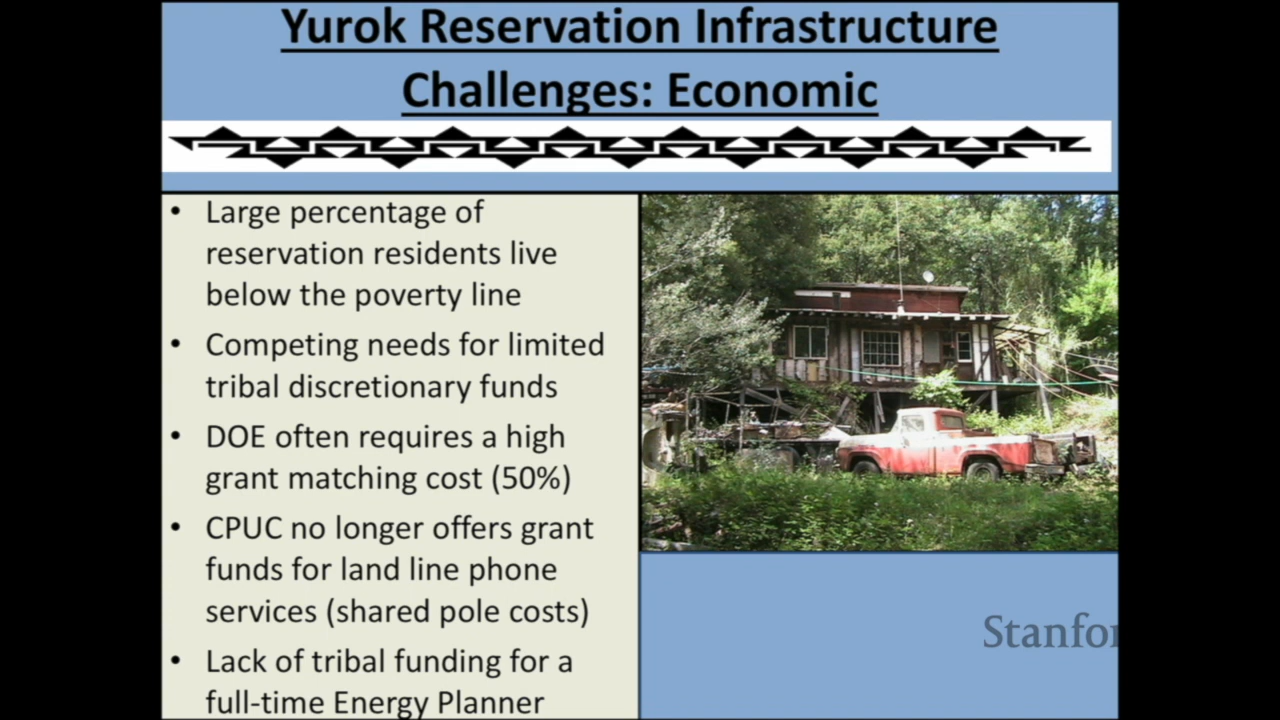 Yurok Reservation Infrastructure
Challenges: Economic
• Large percentage of
reservation residents live
below the poverty line
• Competing needs for limited
tribal discretionary funds
• DOE often requires a high
grant matching cost (50%)
• CPUC no longer offers grant
funds for land line phone
services (shared pole costs)
• Lack of tribal funding for a
full-time Energy Planner
Stanfor